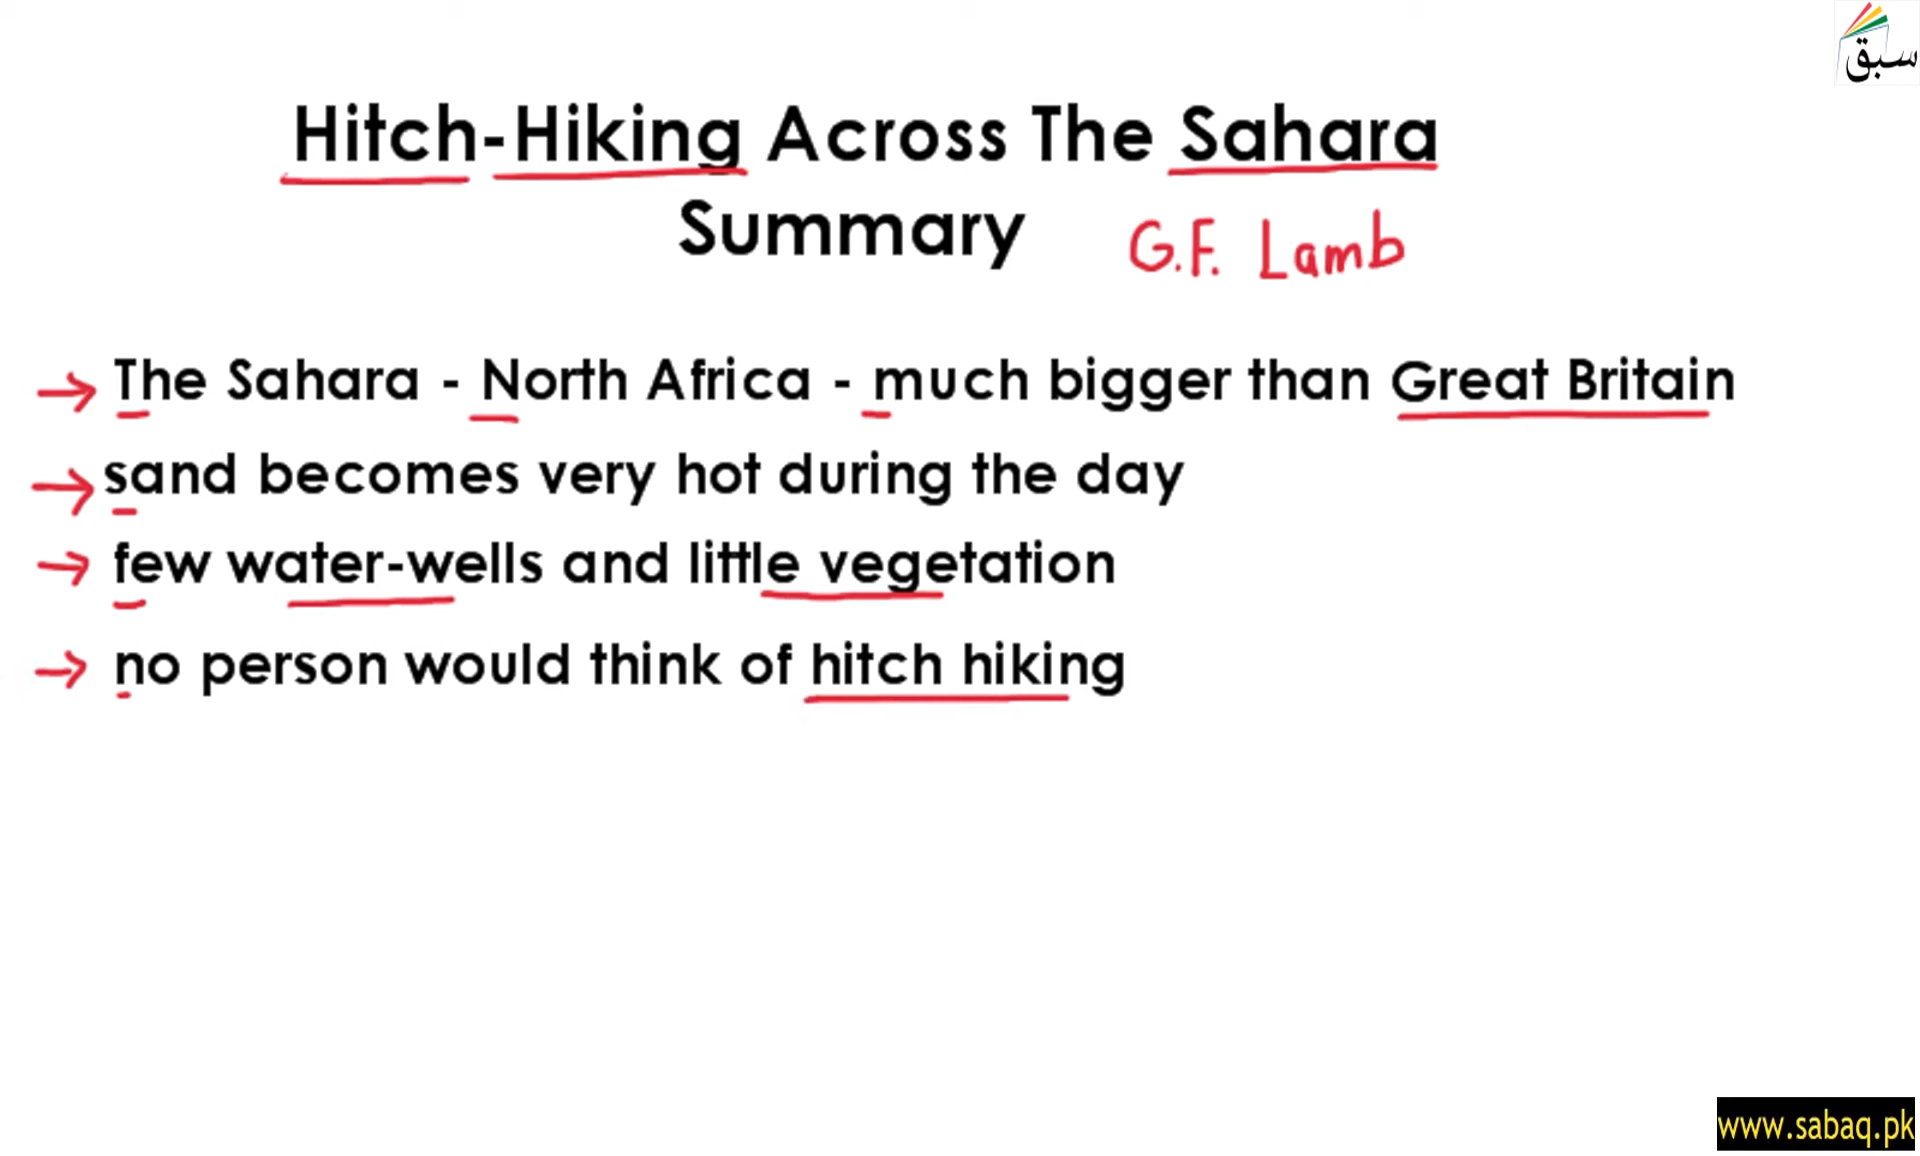 سبق
Hitch-Hiking Across The Sahara
Summary G.F. Lamb
→ The Sahara - North Africa - much bigger than Great Britain
→ sand becomes very hot during the day
→ few water-wells and little vegetation
→ no person would think of hitch hiking
www.sabaq.pk